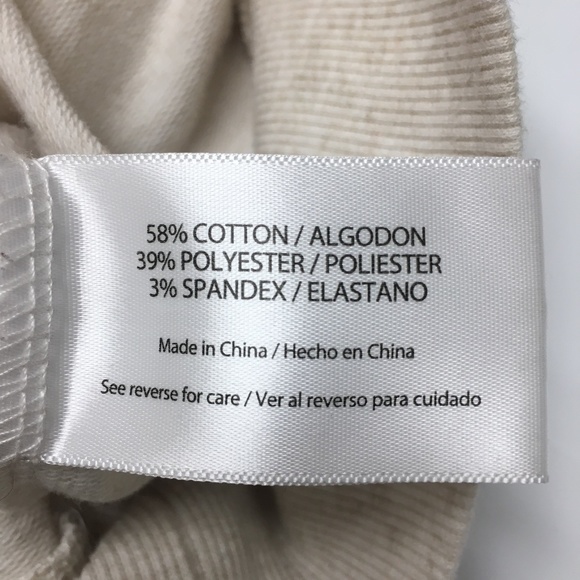 58% COTTON / ALGODON
39% POLYESTER / POLIESTER
3% SPANDEX / ELASTANO
Made in China / Hecho en China
See reverse for care / Ver al reverso para cuidado